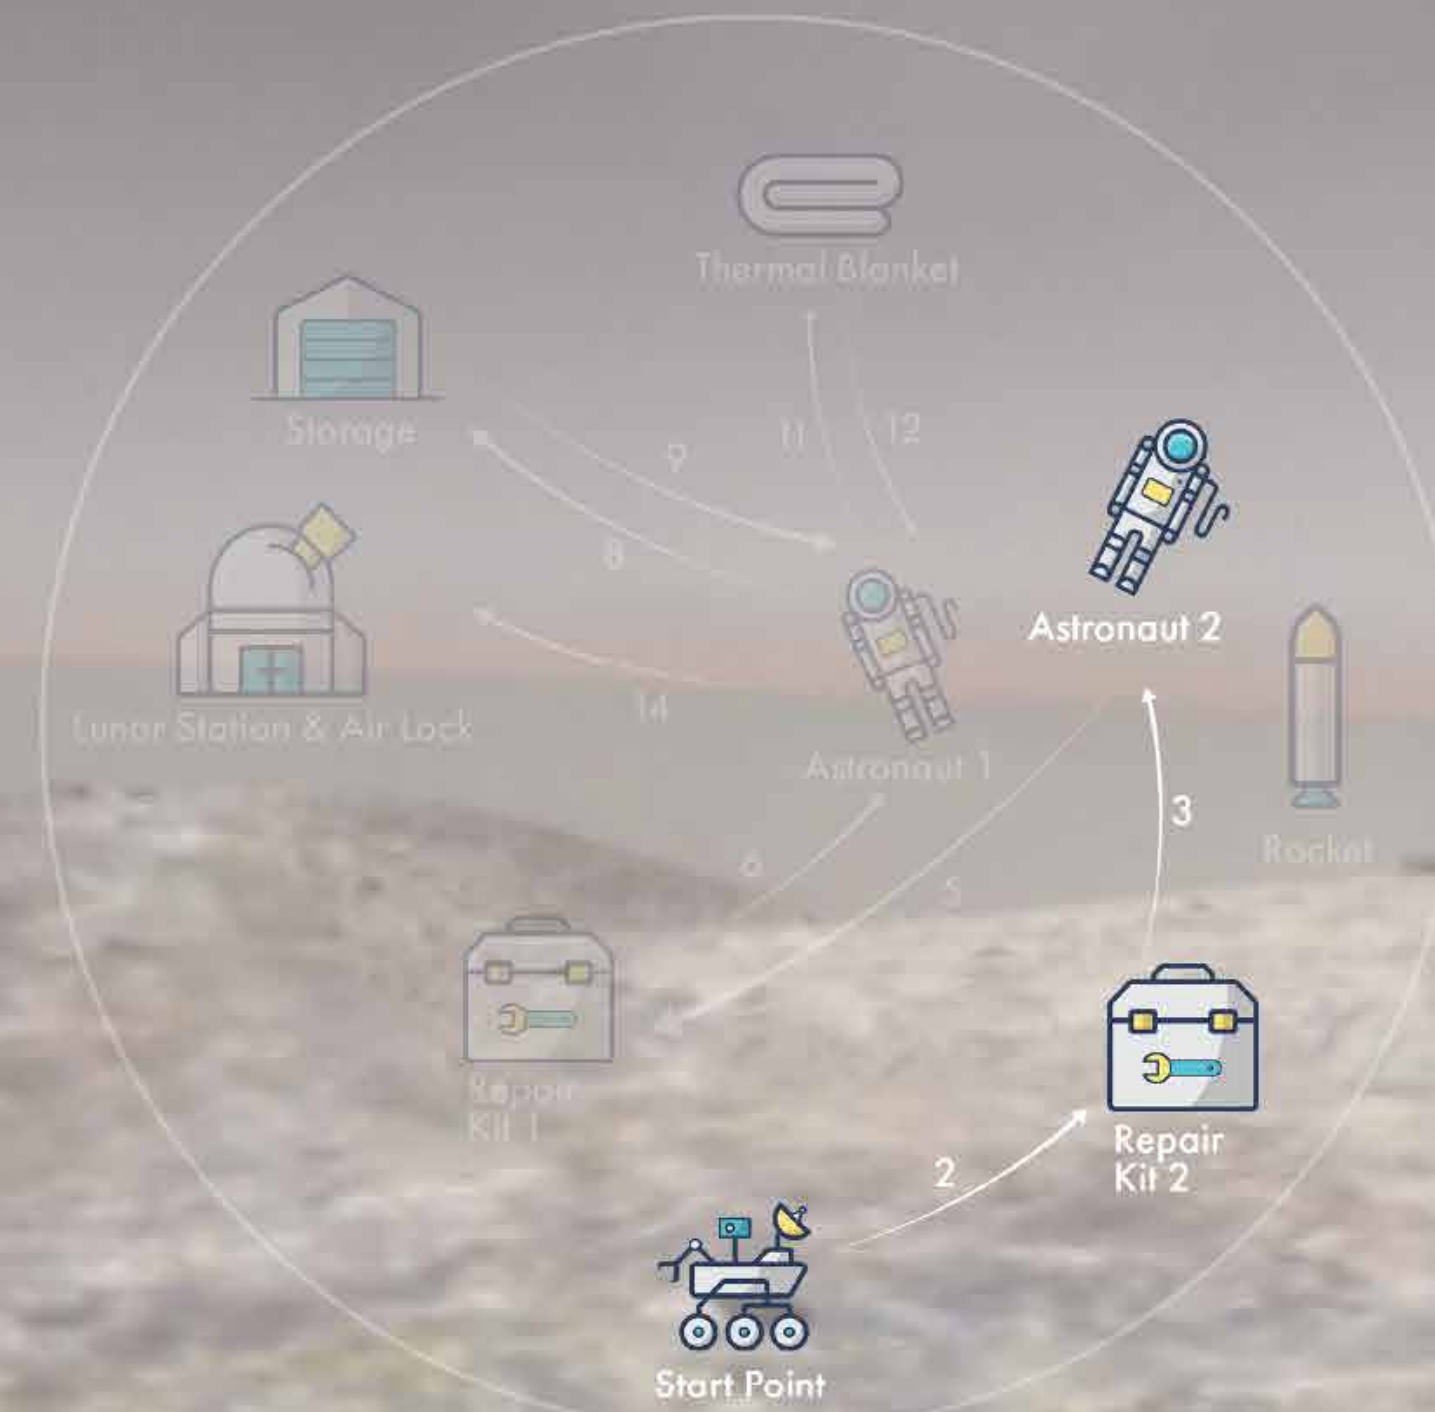 Thermal Blanket
Storage
11
12
9
8
Astronaut 2
Lunar Station & Air Lock
14
Astronaut 1
3
Rocket
6
5
Repair
Kit 1
Repair
Kit 2
2
Start Point